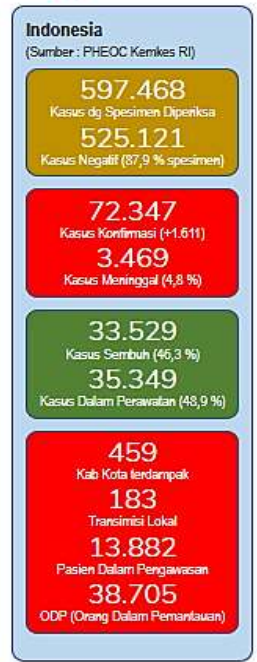 Indonesia
(Sumber : PHEOC Kemkes RI)
597.468
Kasus dg Spesimen Diperiksa
525.121
Kasus Negatif (87,9 % spesimen)
72.347
Kasus Konfirmasi (+1.611)
3.469
Kasus Meninggal (4,8 %)
33.529
Kasus Sembuh (46,3 %)
35.349
Kasus Dalam Perawatan (48,9 %)
459
Kab Kota terdampak
183
Transimisi Lokal
13.882
Pasien Dalam Pengawasan
38.705
ODP (Orang Dalam Pemantauan)